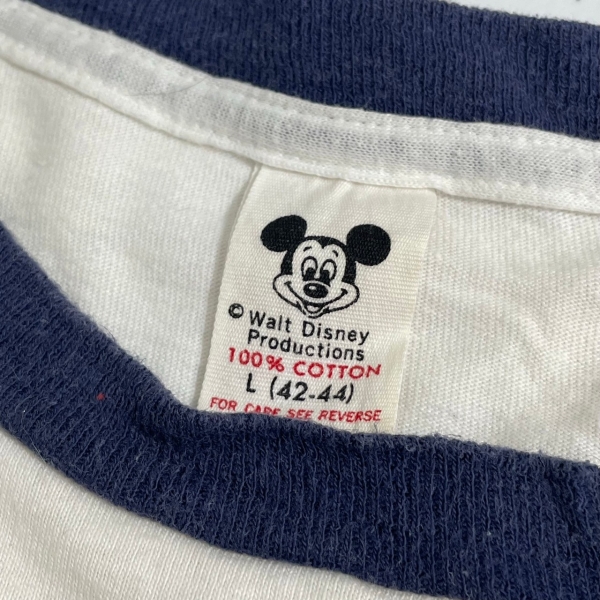 © Walt Disney
Productions
100% COTTON
L (42-44)
FOR CARE SEE REVERSE